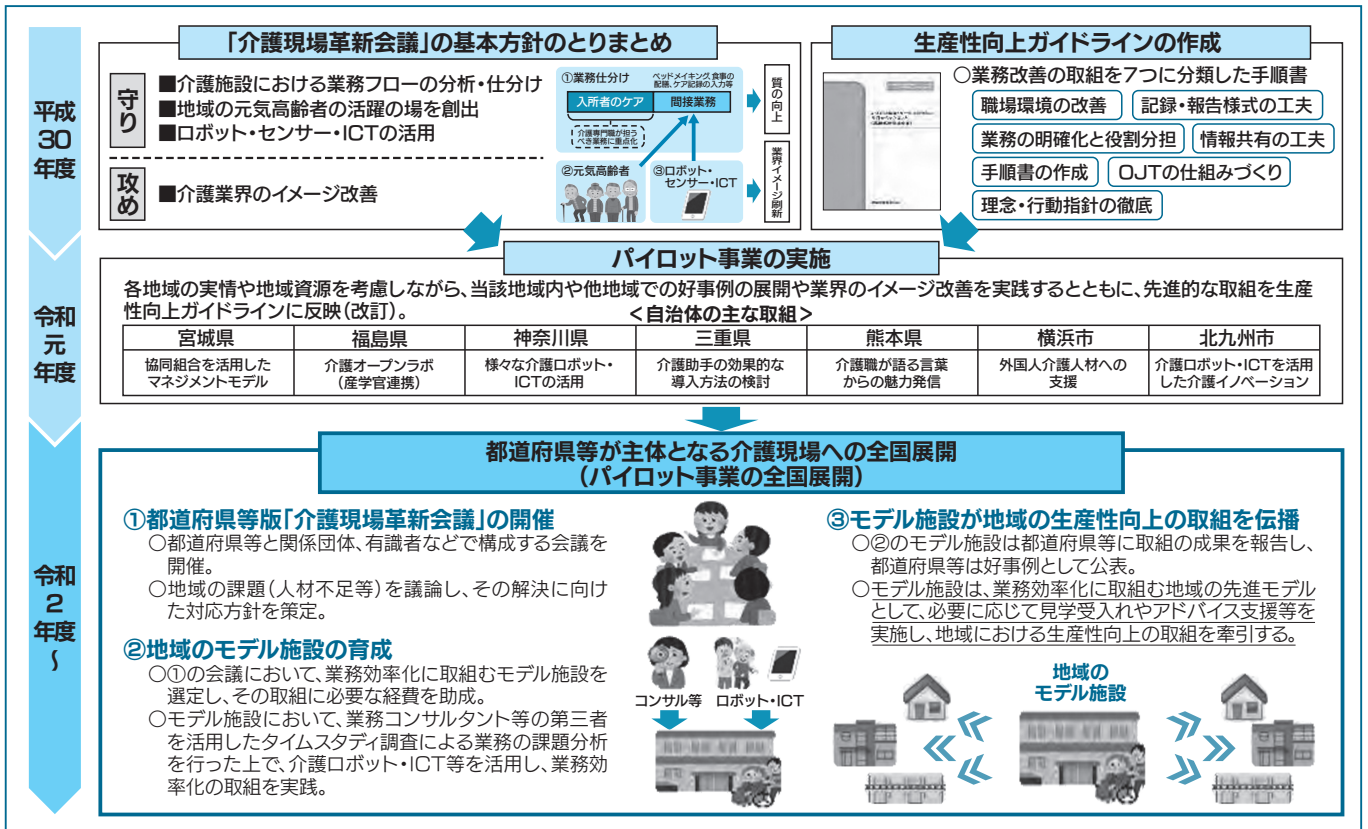 平成
30
年度
「介護現場革新会議」の基本方針のとりまとめ
守り
■介護施設における業務フローの分析・仕分け
■地域の元気高齢者の活躍の場を創出
■ロボット・センサー・ICTの活用
攻め
■介護業界のイメージ改善
①業務仕分け
ベッドメイキング、食事の
配膳、ケア記録の入力等
入所者のケア
間接業務
介護専門職が担う
べき業務に重点化
②元気高齢者
③ロボット・
センサー・ICT
質の向上
業界イメージ刷新
生産性向上ガイドラインの作成
○業務改善の取組を7つに分類した手順書
職場環境の改善
記録・報告様式の工夫
業務の明確化と役割分担
情報共有の工夫
手順書の作成
OJTの仕組みづくり
理念・行動指針の徹底
令和
元
年度
パイロット事業の実施
各地域の実情や地域資源を考慮しながら、当該地域内や他地域での好事例の展開や業界のイメージ改善を実践するとともに、先進的な取組を生産
性向上ガイドラインに反映(改訂)。
<自治体の主な取組>
宮城県 福島県 神奈川県 三重県 熊本県 横浜市 北九州市
協同組合を活用した
マネジメントモデル
介護オープンラボ
(産学官連携)
様々な介護ロボット・
ICTの活用
介護助手の効果的な
導入方法の検討
介護職が語る言葉
からの魅力発信
外国人介護人材への
支援
介護ロボット・ICTを活用
した介護イノベーション
令和
2
年度
〜
都道府県等が主体となる介護現場への全国展開
(パイロット事業の全国展開)
①都道府県等版「介護現場革新会議」の開催
○都道府県等と関係団体、有識者などで構成する会議を
開催。
○地域の課題(人材不足等)を議論し、その解決に向け
た対応方針を策定。
②地域のモデル施設の育成
○①の会議において、業務効率化に取組むモデル施設を
選定し、その取組に必要な経費を助成。
○モデル施設において、業務コンサルタント等の第三者
を活用したタイムスタディ調査による業務の課題分析
を行った上で、介護ロボット・ICT等を活用し、業務効
率化の取組を実践。
コンサル等
ロボット・ICT
③モデル施設が地域の生産性向上の取組を伝播
○②のモデル施設は都道府県等に取組の成果を報告し、
都道府県等は好事例として公表。
○モデル施設は、業務効率化に取組む地域の先進モデル
として、必要に応じて見学受入れやアドバイス支援等を
実施し、地域における生産性向上の取組を牽引する。
地域の
モデル施設